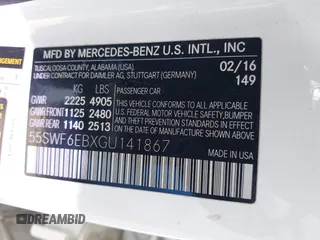 AGEMENT
MFD BY MERCEDES-BENZ U.S. INTL., INC
TUSCALOOSA COUNTY, ALABAMA (USA).
UNDER CONTRACT FOR DAIMLER AG, STUTTGART (GERMANY)
02/16
149
KG LBS
PASSENGER CAR
GVWR 2225 4905
GAWR FRONT 1125 2480
GAWR REAR 1140 2513
THIS VEHICLE CONFORMS TO ALL APPLICABLE
U.S. FEDERAL MOTOR VEHICLE SAFETY, BUMPER,
AND THEFT PREVENTION STANDARDS IN EFFECT
ON THE DATE OF MANUFACTURE SHOWN ABOVE.
55SWF6EBXGU141867
DREAMBID